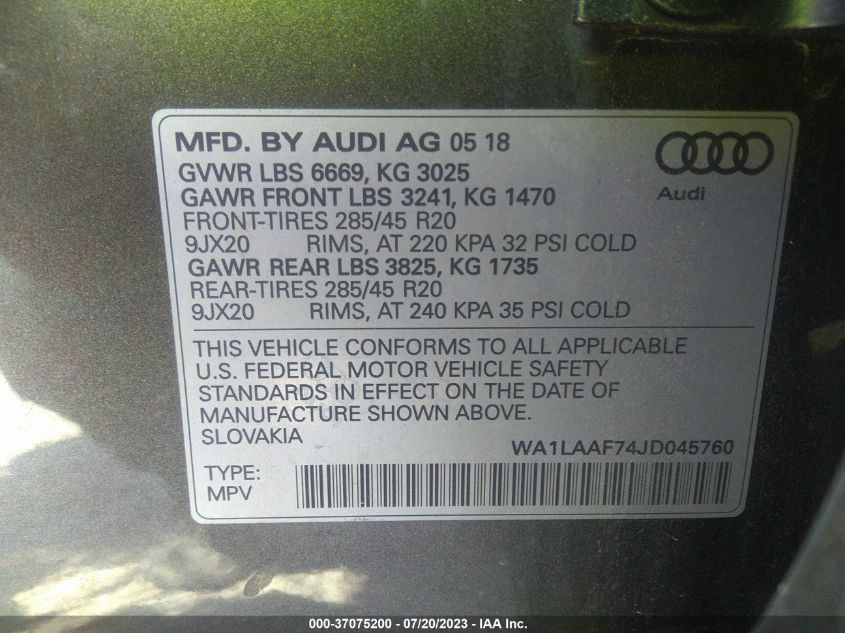 MFD. BY AUDI AG 05 18
GVWR LBS 6669, KG 3025
GAWR FRONT LBS 3241, KG 1470
Audi
FRONT-TIRES 285/45 R20
9JX20 RIMS, AT 220 KPA 32 PSI COLD
GAWR REAR LBS 3825, KG 1735
REAR-TIRES 285/45 R20
9JX20 RIMS, AT 240 KPA 35 PSI COLD
THIS VEHICLE CONFORMS TO ALL APPLICABLE
U.S. FEDERAL MOTOR VEHICLE SAFETY
STANDARDS IN EFFECT ON THE DATE OF
MANUFACTURE SHOWN ABOVE.
SLOVAKIA
WA1LAAF74JD045760
TYPE:
MPV
000-37075200 - 07/20/2023 - IAA Inc.